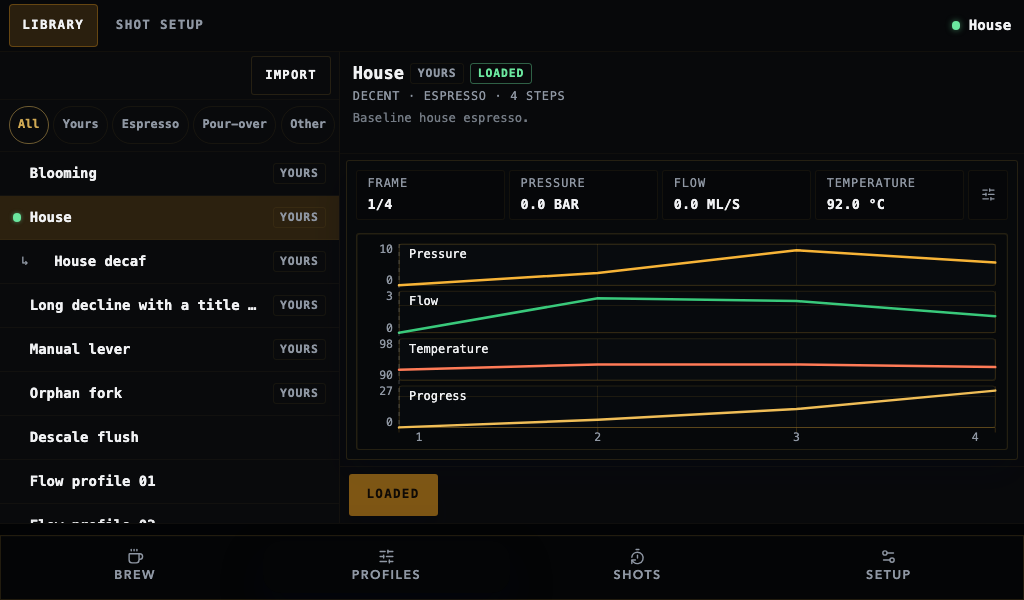 LIBRARY
SHOT SETUP
House
IMPORT
All
Yours
Espresso
Pour-over
Other
Blooming
YOURS
House
YOURS
↳ House decaf
YOURS
Long decline with a title …
YOURS
Manual lever
YOURS
Orphan fork
YOURS
Descale flush
Flow profile 01
House
YOURS
LOADED
DECENT · ESPRESSO · 4 STEPS
Baseline house espresso.
FRAME
1/4
PRESSURE
0.0 BAR
FLOW
0.0 ML/S
TEMPERATURE
92.0 °C
10
Pressure
0
3
Flow
0
98
Temperature
90
27
Progress
0
1
2
3
4
LOADED
BREW
PROFILES
SHOTS
SETUP